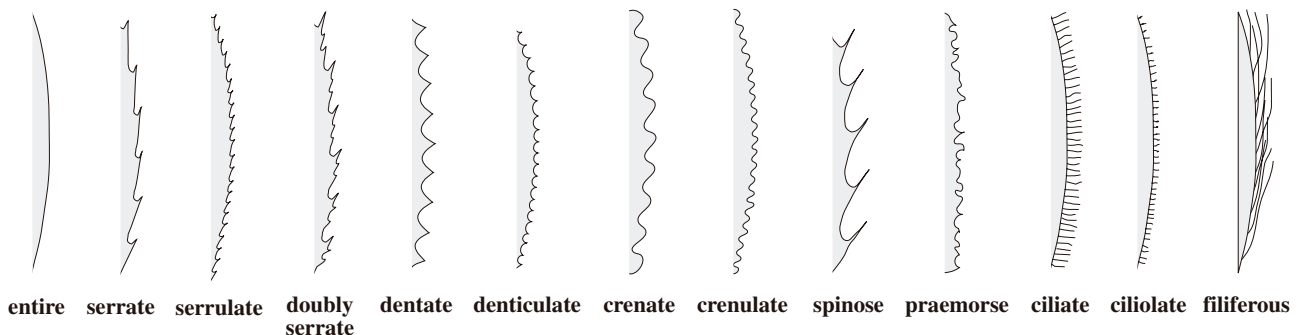 entire serrate serrulate doubly serrate dentate denticulate crenate crenulate spinose praemorse ciliate ciliolate filiferous